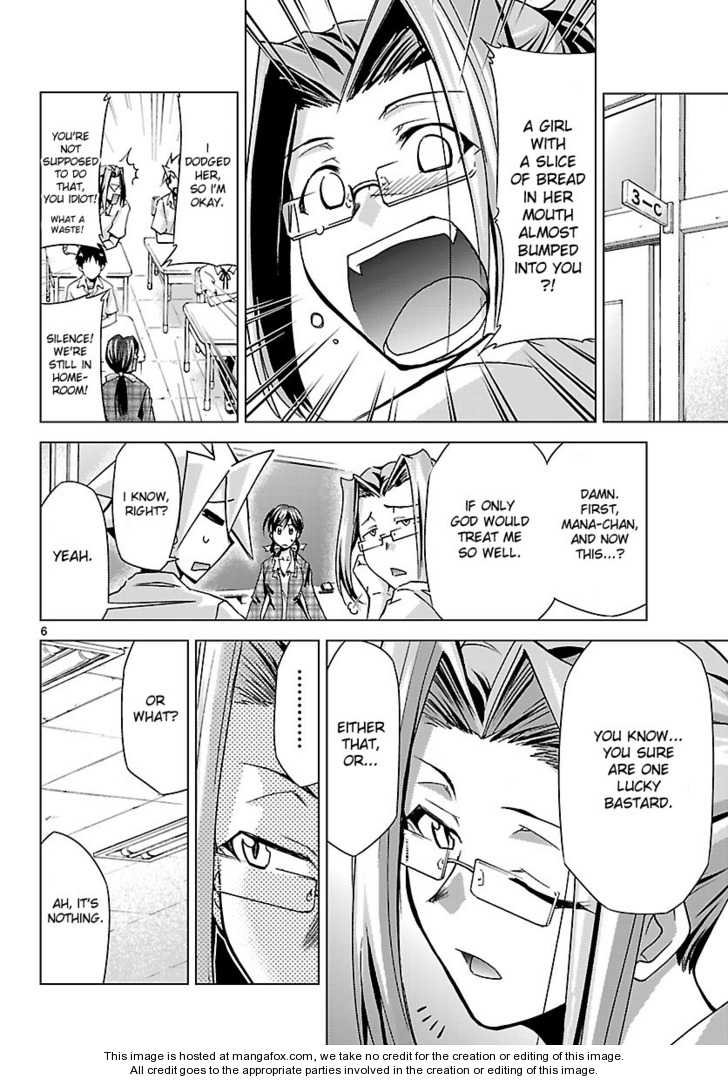 3-C
A GIRL
WITH A
A SLICE
OF BREAD
IN HER
MOUTH
ALMOST
BUMPED
INTO YOU
?!
I
DODGED
HER,
SO I'M
OKAY.
YOU'RE
NOT
SUPPOSED
TO DO
THAT,
YOU IDIOT!
WHAT A
WASTE!
SILENCE!
WE'RE
STILL IN
HOME-
ROOM!
DAMN.
FIRST,
MANA-CHAN,
AND NOW
THIS...?
IF ONLY
GOD WOULD
TREAT ME
SO WELL.
I KNOW,
RIGHT?
YEAH.
6
YOU KNOW...
YOU SURE
ARE ONE
LUCKY
BASTARD.
EITHER
THAT,
OR...
.........
OR
WHAT?
AH, IT'S
NOTHING.
This image is hosted at mangafox.com, we take no credit for the creation or editing of this image.
All credit goes to the appropriate parties involved in the creation or editing of this image.